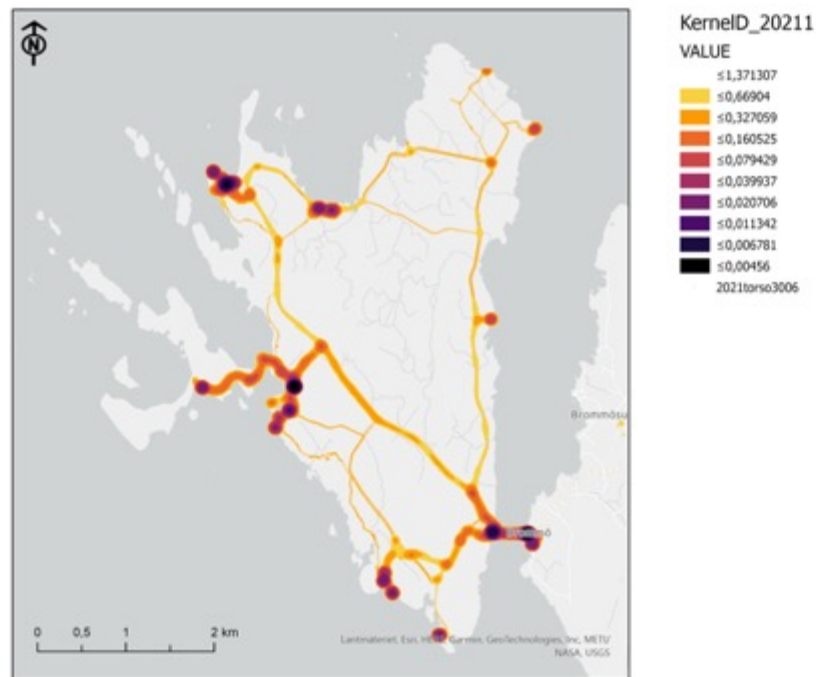 N
KernelD_20211
VALUE
≤1,371307
≤0,66904
≤0,327059
≤0,160525
≤0,079429
≤0,039937
≤0,020706
≤0,011342
≤0,006781
≤0,00456
2021torso3006
Brommösu
0 0,5 1 2 km
Lantmäteriet, Esri, HERE, Garmin, GeoTechnologies, Inc, METI/
NASA, USGS